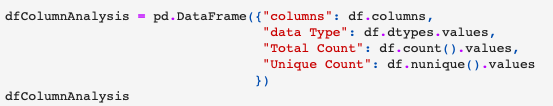 dfColumnAnalysis = pd.DataFrame({"columns": df.columns,
"data Type": df.dtypes.values,
"Total Count": df.count().values,
"Unique Count": df.nunique().values
})
dfColumnAnalysis